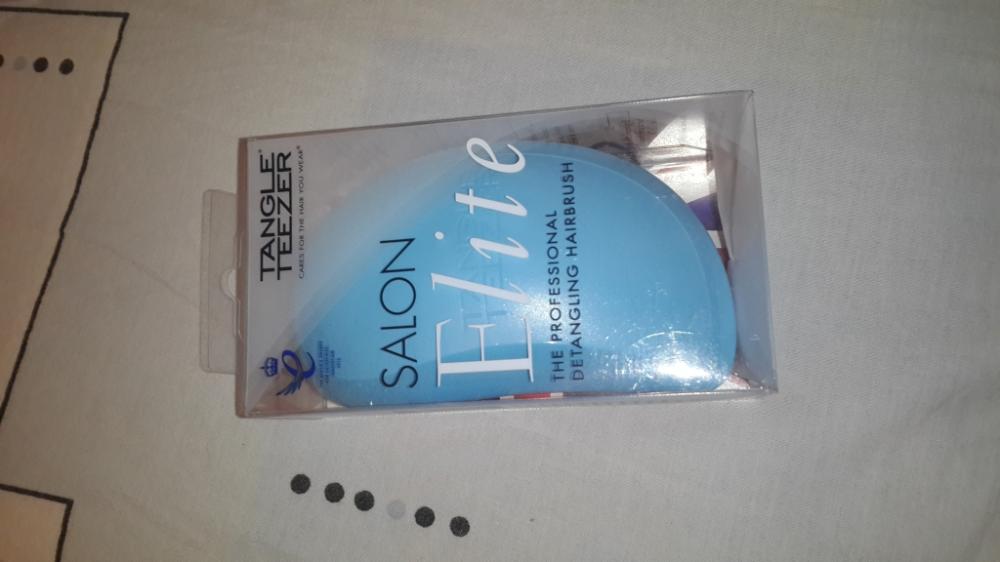 TANGLE®
TEEZER
CARES FOR THE HAIR YOU WEAR®
SALON
Elite
THE PROFESSIONAL
DETANGLING HAIRBRUSH